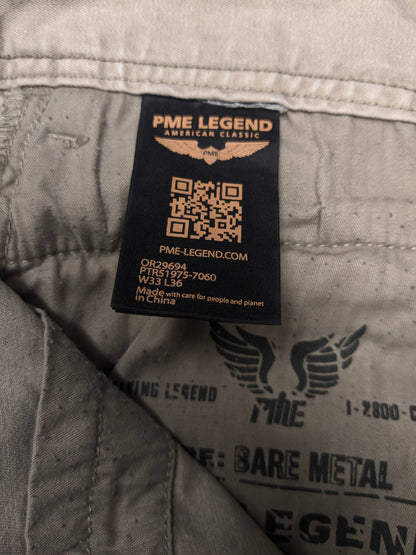 PME LEGEND
AMERICAN CLASSIC
PME
PME-LEGEND.COM
OR29694
PTR51975-7060
W33 L36
Made with care for people and planet
in China
LEGEND
PME
1-2800-
BARE METAL